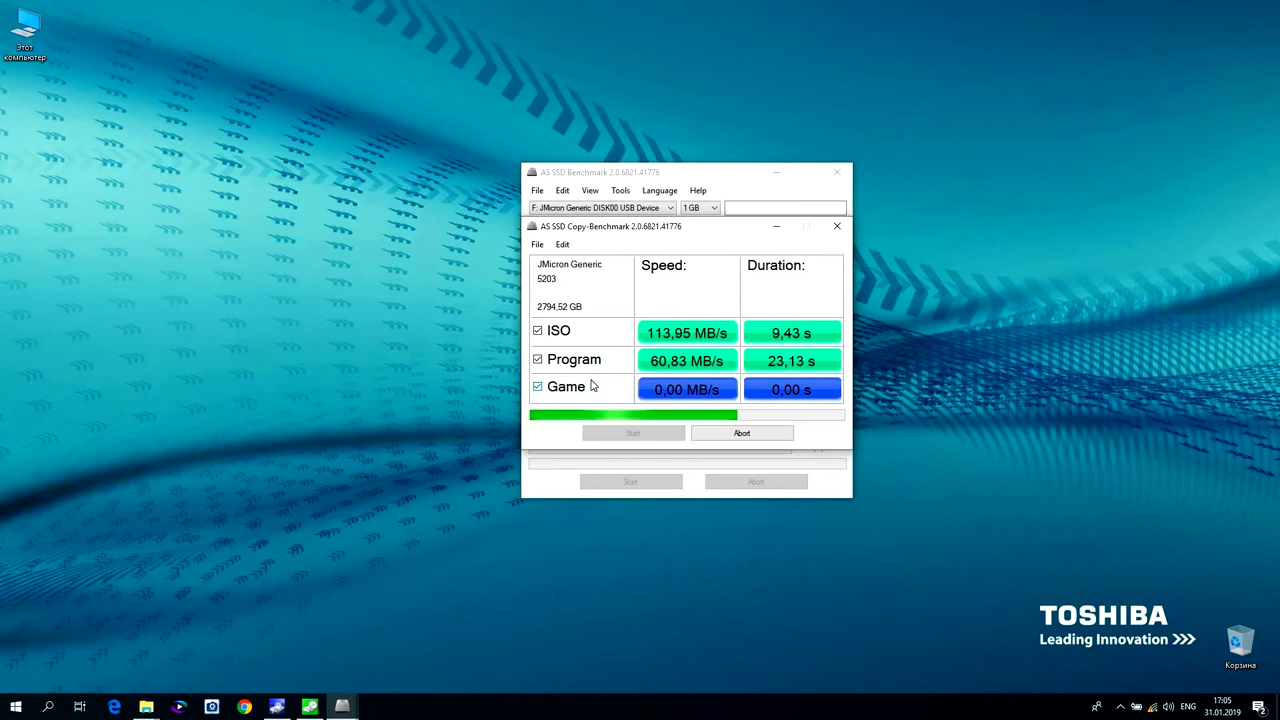 Этот
компьютер
AS SSD Benchmark 2.0.6821.41776
File Edit View Tools Language Help
F: JMicron Generic DISK00 USB Device 1 GB
AS SSD Copy-Benchmark 2.0.6821.41776
File Edit
JMicron Generic
5203
2794,52 GB
Speed: Duration:
ISO 113,95 MB/s 9,43 s
Program 60,83 MB/s 23,13 s
Game 0,00 MB/s 0,00 s
Start Abort
Start Abort
TOSHIBA
Leading Innovation >>>
Корзина
ENG
17:05
31.01.2019
2